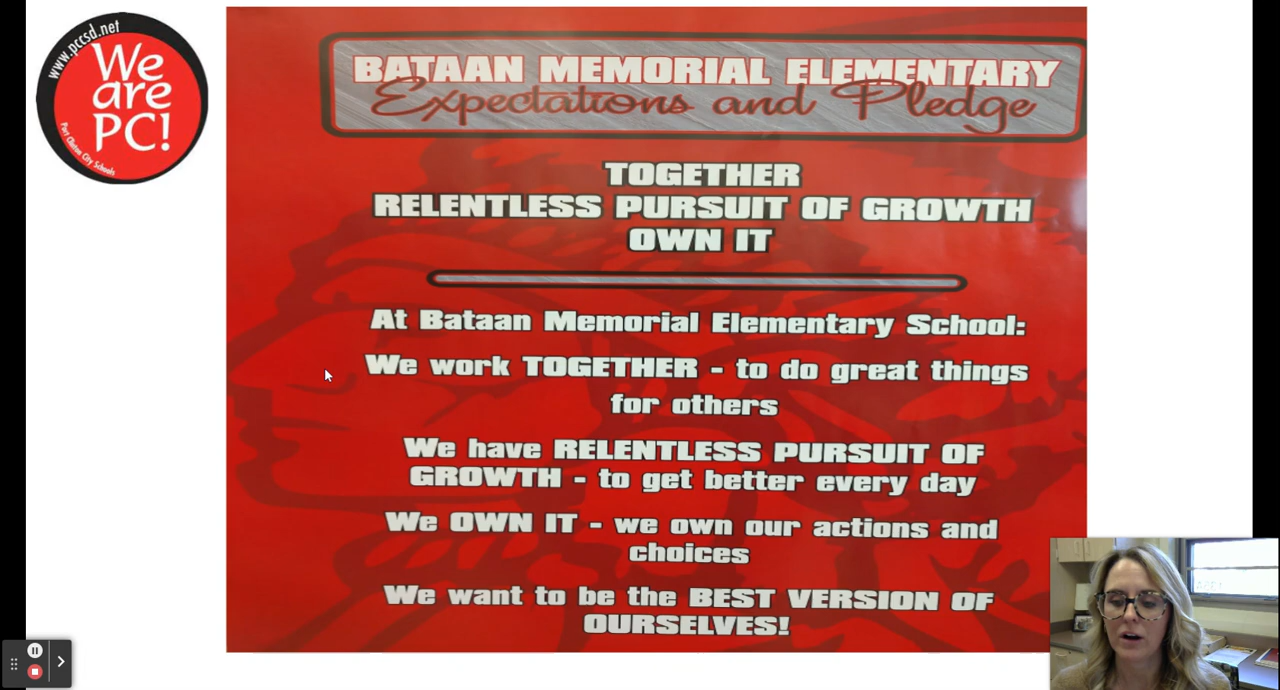 www.pccsd.net
We
are
PC!
Port Clinton City Schools
BATAAN MEMORIAL ELEMENTARY
Expectations and Pledge
TOGETHER
RELENTLESS PURSUIT OF GROWTH
OWN IT
At Bataan Memorial Elementary School:
We work TOGETHER - to do great things
for others
We have RELENTLESS PURSUIT OF
GROWTH - to get better every day
We OWN IT - we own our actions and
choices
We want to be the BEST VERSION OF
OURSELVES!